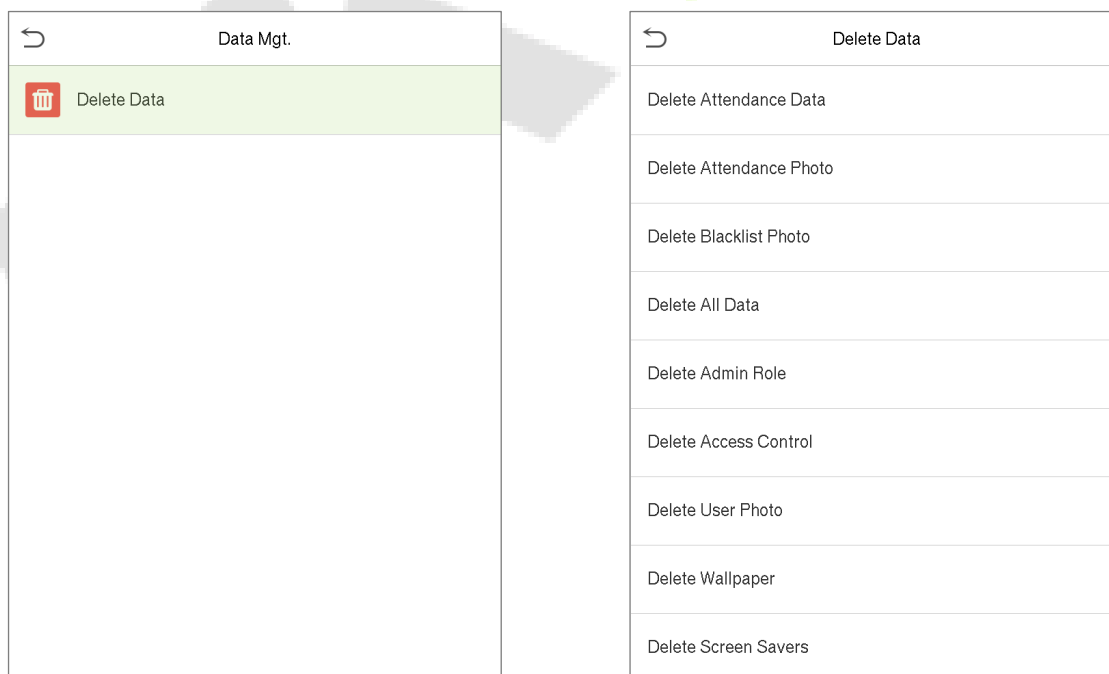 Data Mgt.
Delete Data
Delete Data
Delete Attendance Data
Delete Attendance Photo
Delete Blacklist Photo
Delete All Data
Delete Admin Role
Delete Access Control
Delete User Photo
Delete Wallpaper
Delete Screen Savers